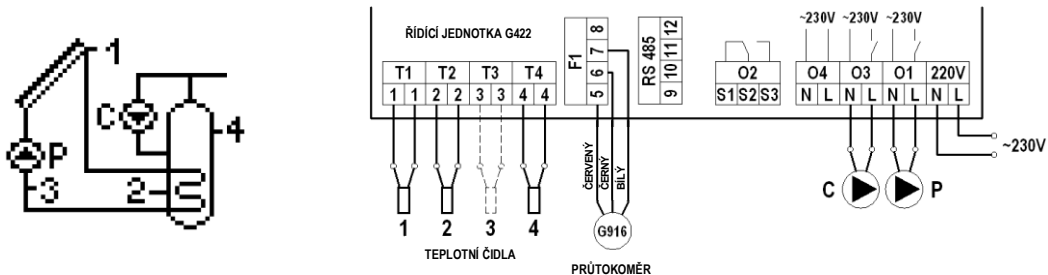 1
C
4
P
3
2
ŘÍDÍCÍ JEDNOTKA G422
T1 T2 T3 T4
1 1 2 2 3 3 4 4
1 2 3 4
TEPLOTNÍ ČIDLA
F1
8
7
6
5
ČERVENÝ
ČERNÝ
BÍLÝ
G916
PRŮTOKOMĚR
RS 485
9 10 11 12
O2
S1 S2 S3
~230V ~230V ~230V
O4 O3 O1 220V
N L N L N L N L
~230V
C P